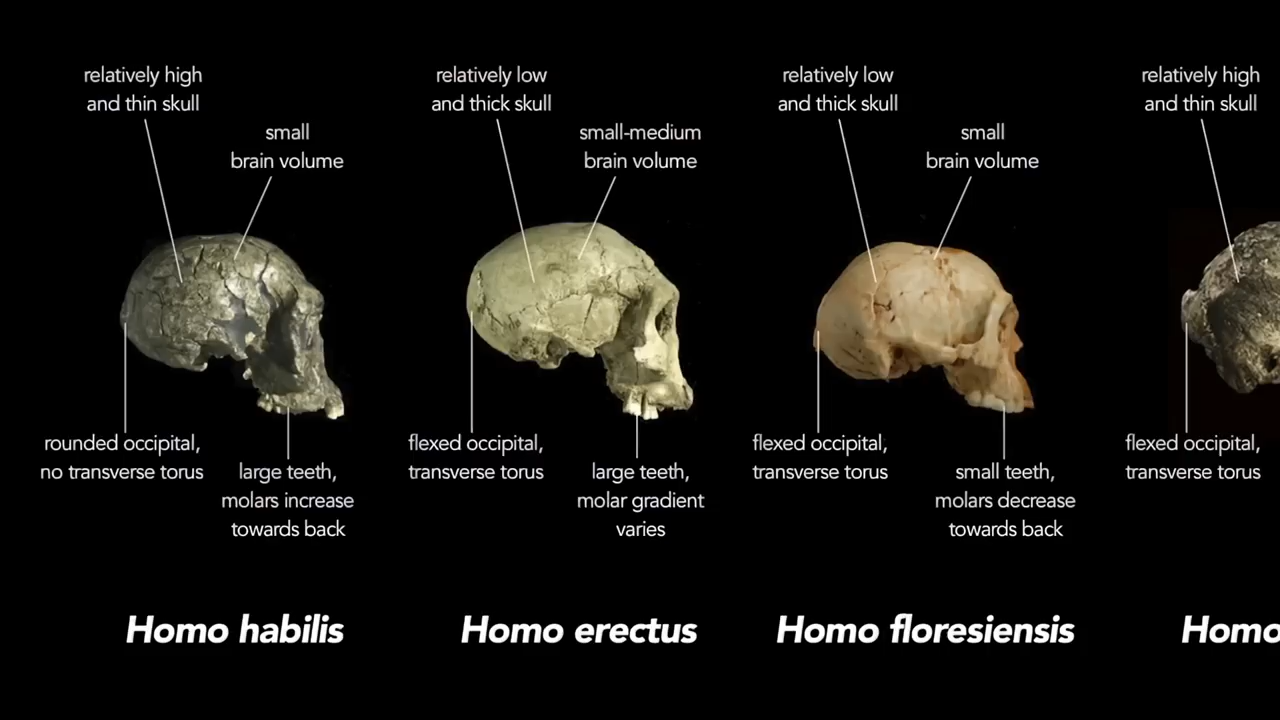 relatively high
and thin skull
small
brain volume
rounded occipital,
no transverse torus
large teeth,
molars increase
towards back
Homo habilis
relatively low
and thick skull
small-medium
brain volume
flexed occipital,
transverse torus
large teeth,
molar gradient
varies
Homo erectus
relatively low
and thick skull
small
brain volume
flexed occipital,
transverse torus
small teeth,
molars decrease
towards back
Homo floresiensis
relatively high
and thin skull
flexed occipital,
transverse torus
Homo